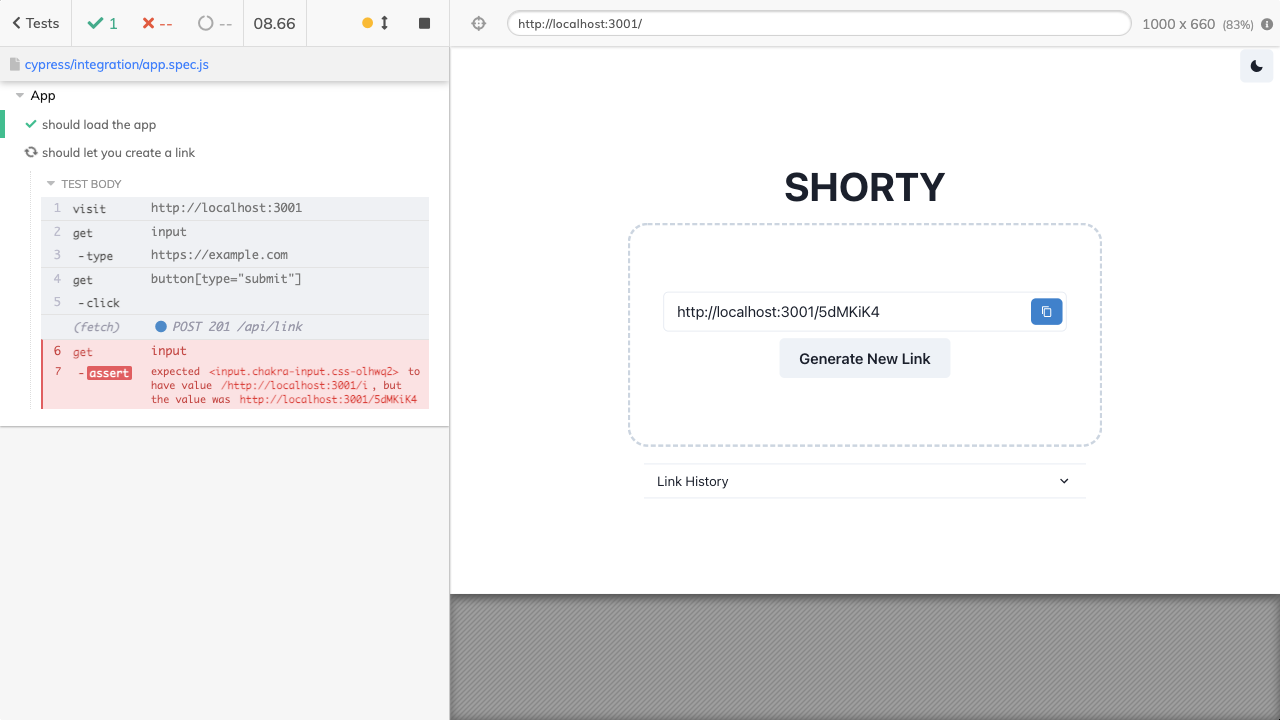 Tests
1
--
--
08.66
http://localhost:3001/
1000 x 660 (83%)
cypress/integration/app.spec.js
App
should load the app
should let you create a link
TEST BODY
1 visit http://localhost:3001
2 get input
3 -type https://example.com
4 get button[type="submit"]
5 -click
(fetch) POST 201 /api/link
6 get input
7 -assert expected <input.chakra-input.css-olhwq2> to
have value /http://localhost:3001/i, but
the value was http://localhost:3001/5dMKiK4
SHORTY
http://localhost:3001/5dMKiK4
Generate New Link
Link History